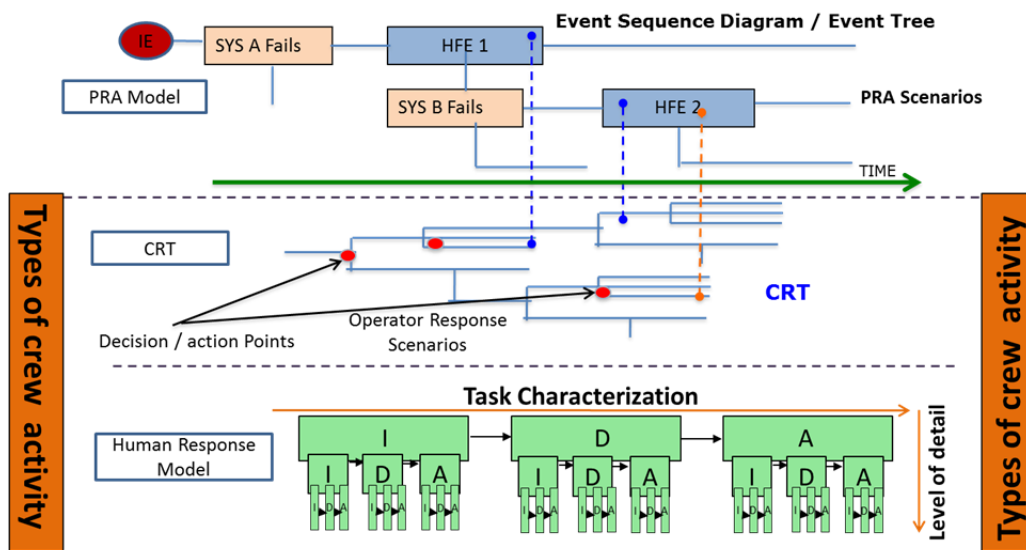 Event Sequence Diagram / Event Tree
IE
SYS A Fails
HFE 1
PRA Model
SYS B Fails
HFE 2
PRA Scenarios
TIME
Types of crew activity
Types of crew activity
CRT
CRT
Decision / action Points
Operator Response
Scenarios
Task Characterization
Human Response
Model
Level of detail
I
D
A
I D A
I D A
I D A
I D A I D A I D A
I D A I D A I D A
I D A I D A I D A